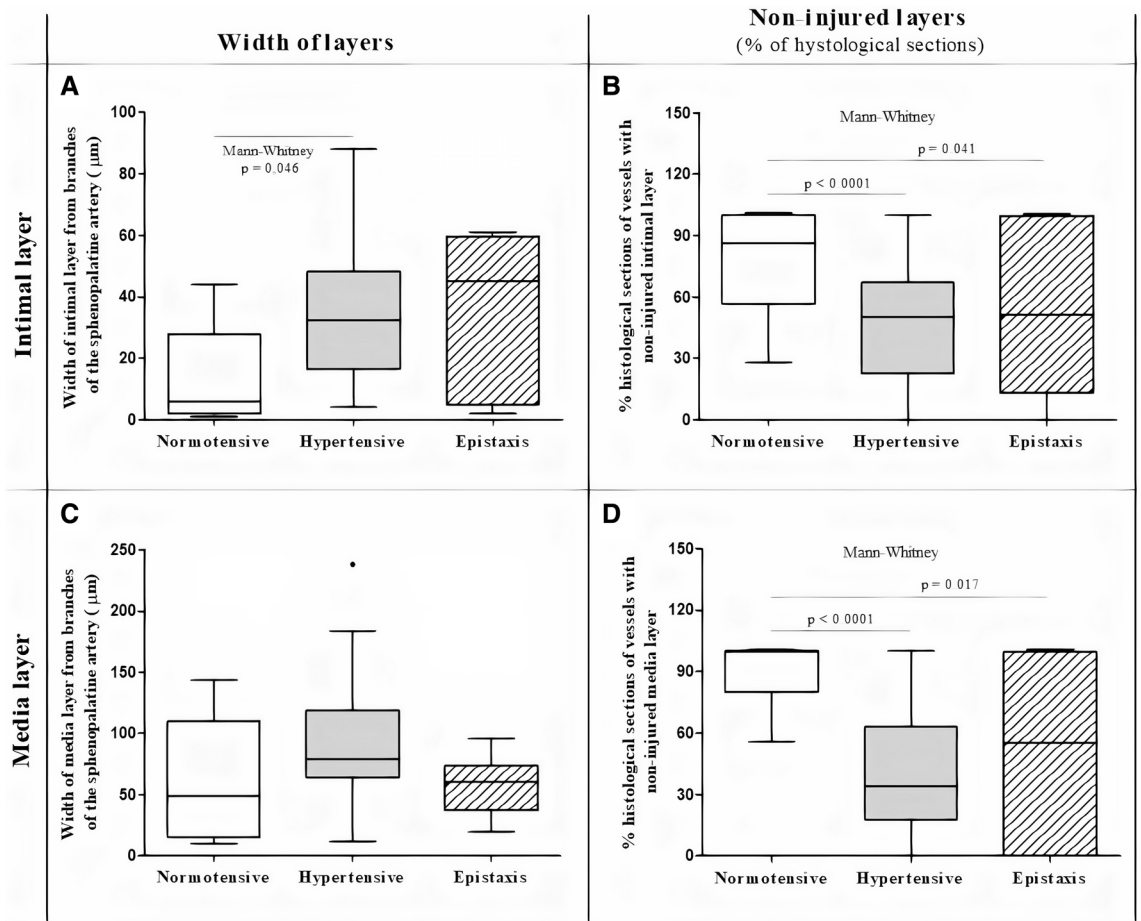 Width of layers
Non-injured layers
(% of hystological sections)
Intimal layer
A
Width of intimal layer from branches
of the sphenopalatine artery ( µm)
100
80
60
40
20
0
Mann-Whitney
p = 0.046
Normotensive Hypertensive Epistaxis
B
% histological sections of vessels with
non-injured intimal layer
150
120
90
60
30
0
Mann-Whitney
p = 0 041
p < 0 0001
Normotensive Hypertensive Epistaxis
Media layer
C
Width of media layer from branches
of the sphenopalatine artery ( µm)
250
200
150
100
50
0
Normotensive Hypertensive Epistaxis
D
% histological sections of vessels with
non-injured media layer
150
120
90
60
30
0
Mann-Whitney
p = 0 017
p < 0 0001
Normotensive Hypertensive Epistaxis